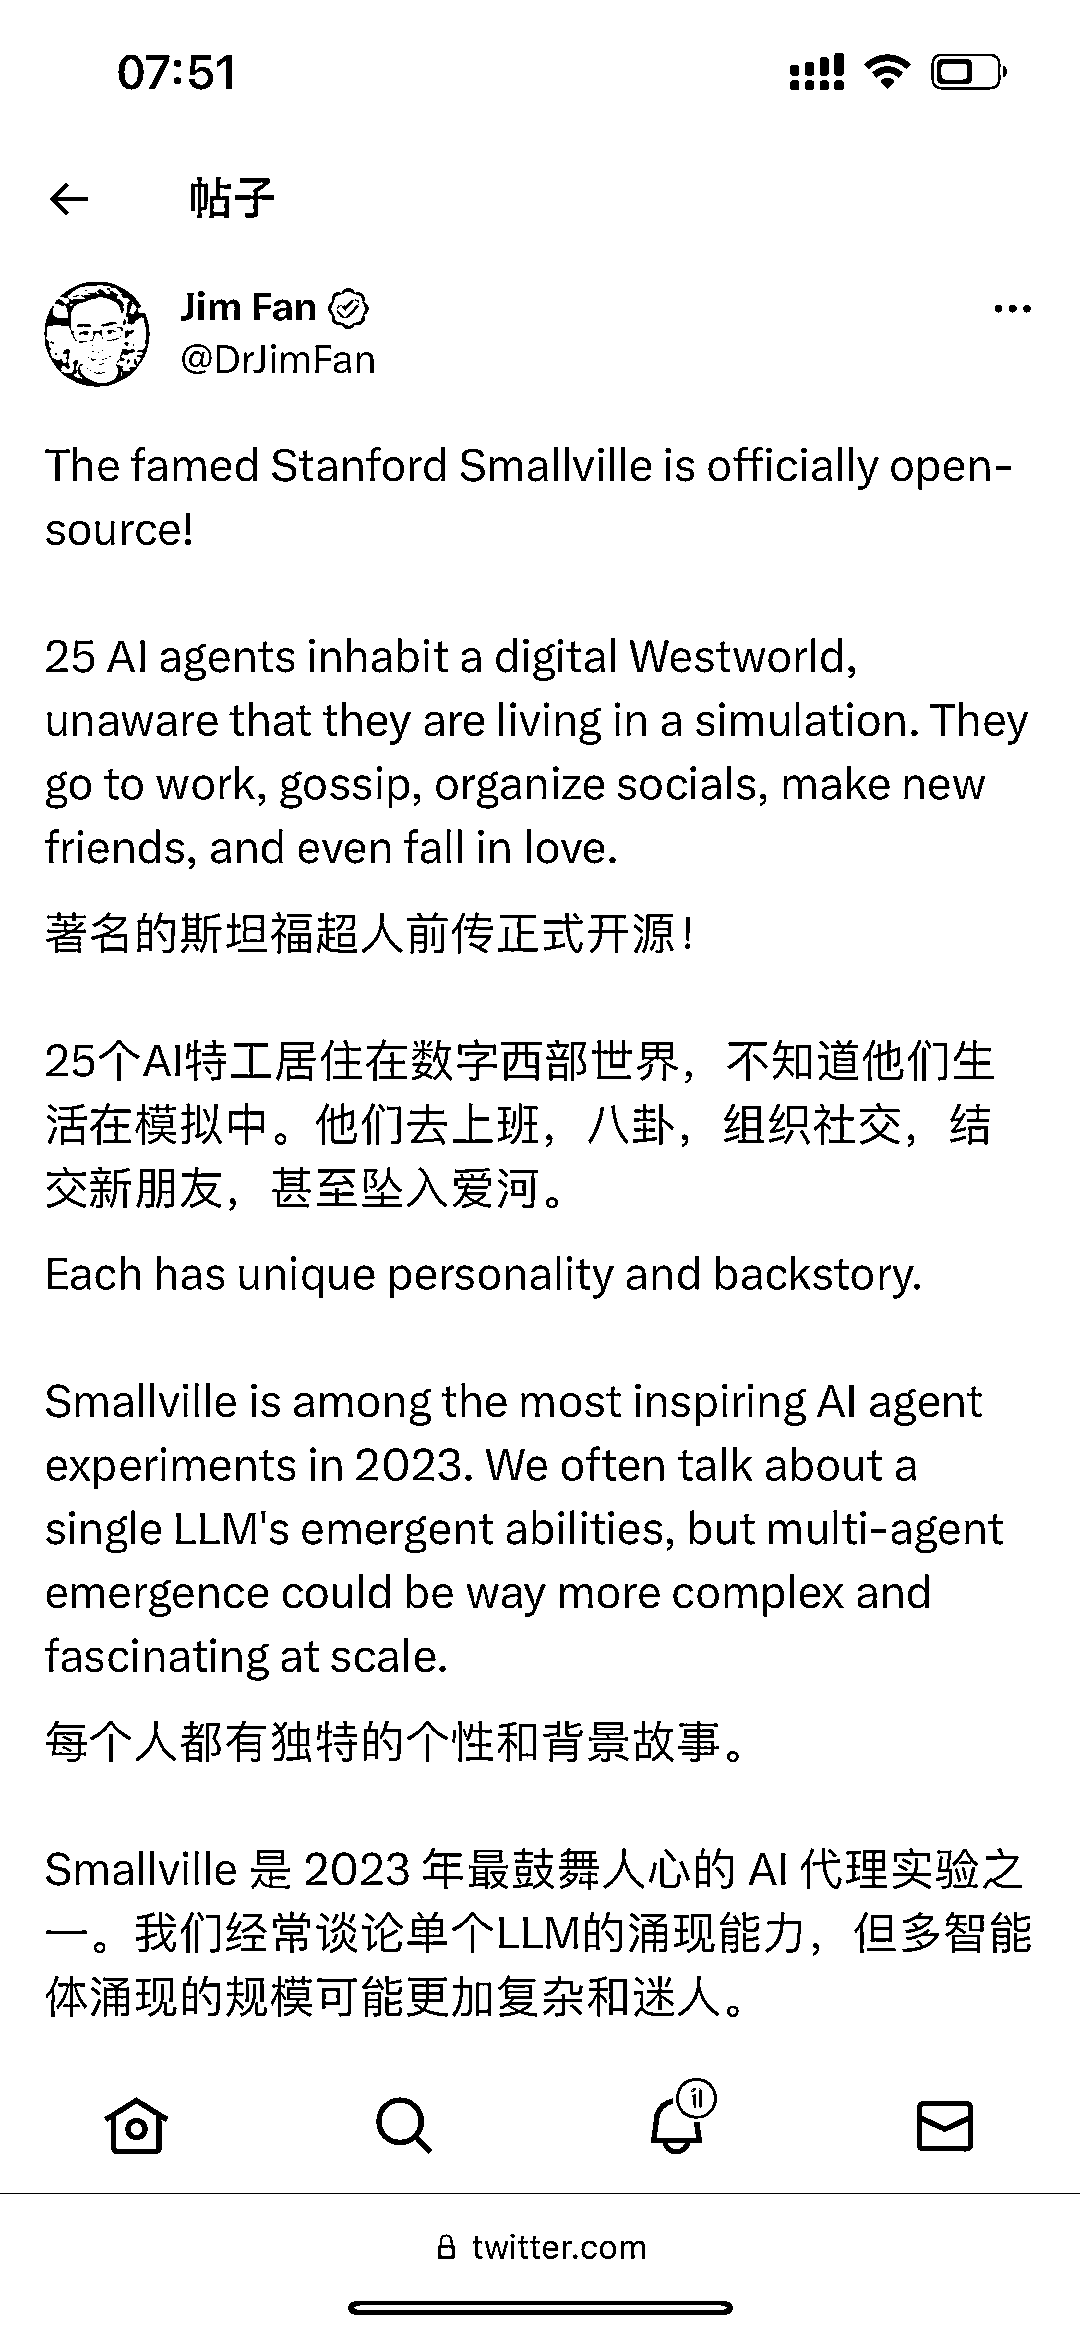 07:51
帖子
Jim Fan
@DrJimFan
The famed Stanford Smallville is officially open-
source!
25 AI agents inhabit a digital Westworld,
unaware that they are living in a simulation. They
go to work, gossip, organize socials, make new
friends, and even fall in love.
著名的斯坦福超人前传正式开源！
25个AI特工居住在数字西部世界，不知道他们生
活在模拟中。他们去上班，八卦，组织社交，结
交新朋友，甚至坠入爱河。
Each has unique personality and backstory.
Smallville is among the most inspiring AI agent
experiments in 2023. We often talk about a
single LLM's emergent abilities, but multi-agent
emergence could be way more complex and
fascinating at scale.
每个人都有独特的个性和背景故事。
Smallville 是 2023 年最鼓舞人心的 AI 代理实验之
一。我们经常谈论单个LLM的涌现能力，但多智能
体涌现的规模可能更加复杂和迷人。
twitter.com